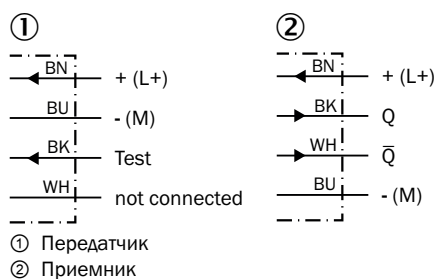 ① ②
BN + (L+)
BU - (M)
BK Test
WH not connected
BN + (L+)
BK Q
WH Q̅
BU - (M)
① Передатчик
② Приемник